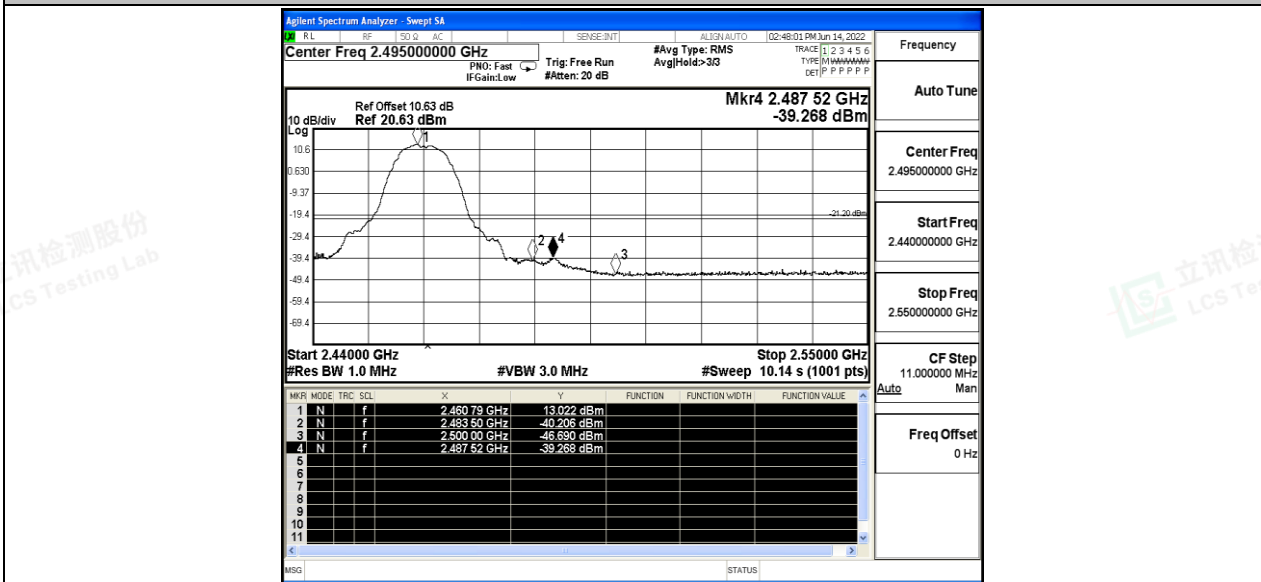 Agilent Spectrum Analyzer - Swept SA
RL RF 50 Ω AC SENSE:INT ALIGN AUTO 02:48:01 PM Jun 14, 2022
Center Freq 2.495000000 GHz
#Avg Type: RMS
TRACE 1 2 3 4 5 6
PNO: Fast
Trig: Free Run
Avg|Hold:>3/3
TYPE M
IFGain:Low
#Atten: 20 dB
DET P P P P P P
Mkr4 2.487 52 GHz
-39.268 dBm
Ref Offset 10.63 dB
10 dB/div Ref 20.63 dBm
Log
1
10.6
0.630
-9.37
-19.4
-21.20 dBm
-29.4
2 4
3
-39.4
-49.4
-59.4
-69.4
Start 2.44000 GHz Stop 2.55000 GHz
#Res BW 1.0 MHz #VBW 3.0 MHz #Sweep 10.14 s (1001 pts)
MKR MODE TRC SCL X Y FUNCTION FUNCTION WIDTH FUNCTION VALUE
1 N f 2.460 79 GHz 13.022 dBm
2 N f 2.483 50 GHz -40.206 dBm
3 N f 2.500 00 GHz -46.690 dBm
4 N f 2.487 52 GHz -39.268 dBm
5
6
7
8
9
10
11
MSG STATUS
Frequency
Auto Tune
Center Freq
2.495000000 GHz
Start Freq
2.440000000 GHz
Stop Freq
2.550000000 GHz
CF Step
11.000000 MHz
Auto Man
Freq Offset
0 Hz
讯检测股份
LCS Testing Lab
立讯检
LCS Tes